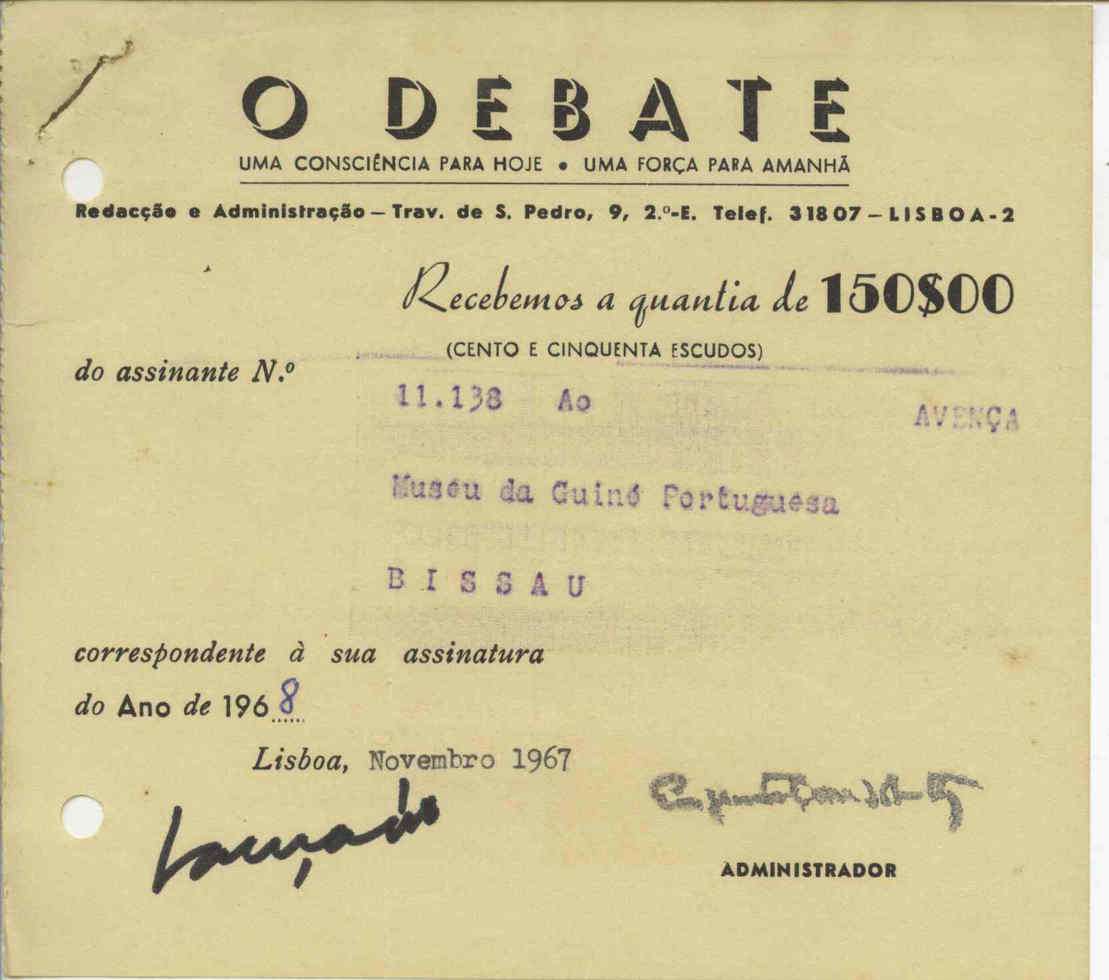 O DEBATE
UMA CONSCIÊNCIA PARA HOJE • UMA FORÇA PARA AMANHÃ
Redacção e Administração — Trav. de S. Pedro, 9, 2.º-E. Telef. 31807 — LISBOA-2
Recebemos a quantia de 150$00
(CENTO E CINQUENTA ESCUDOS)
do assinante N.º
11.138 Ao AVENÇA
Museu da Guiné Portuguesa
BISSAU
correspondente à sua assinatura
do Ano de 1968
Lisboa, Novembro 1967
Lançado
ADMINISTRADOR